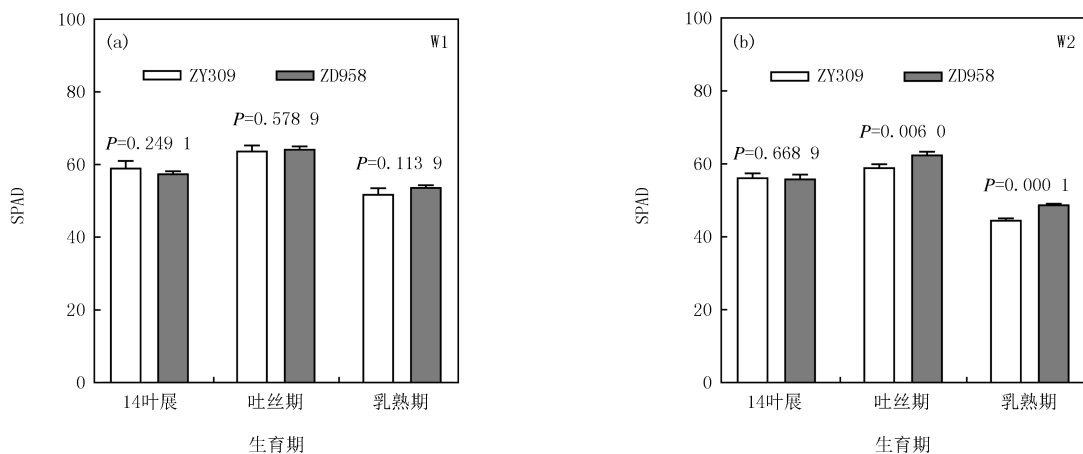 (a)
W1
ZY309
ZD958
P=0.249 1
P=0.578 9
P=0.113 9
SPAD
100
80
60
40
20
0
14叶展
吐丝期
乳熟期
生育期
(b)
W2
ZY309
ZD958
P=0.668 9
P=0.006 0
P=0.000 1
SPAD
100
80
60
40
20
0
14叶展
吐丝期
乳熟期
生育期